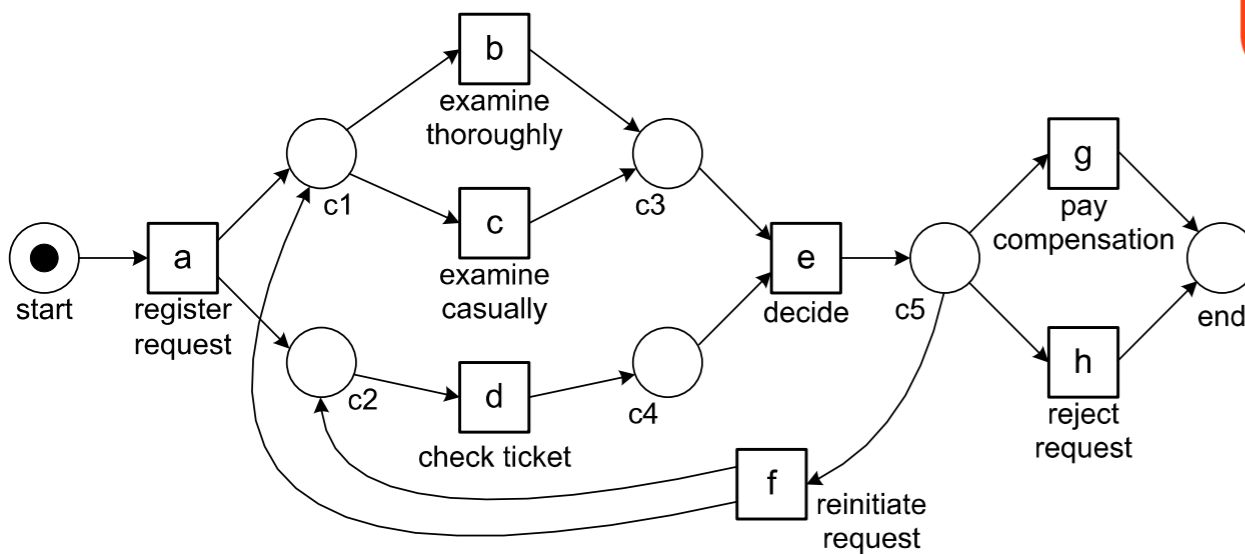 b
examine
thoroughly
c1
c
examine
casually
c3
start
a
register
request
c2
d
check ticket
c4
e
decide
c5
f
reinitiate
request
g
pay
compensation
h
reject
request
end